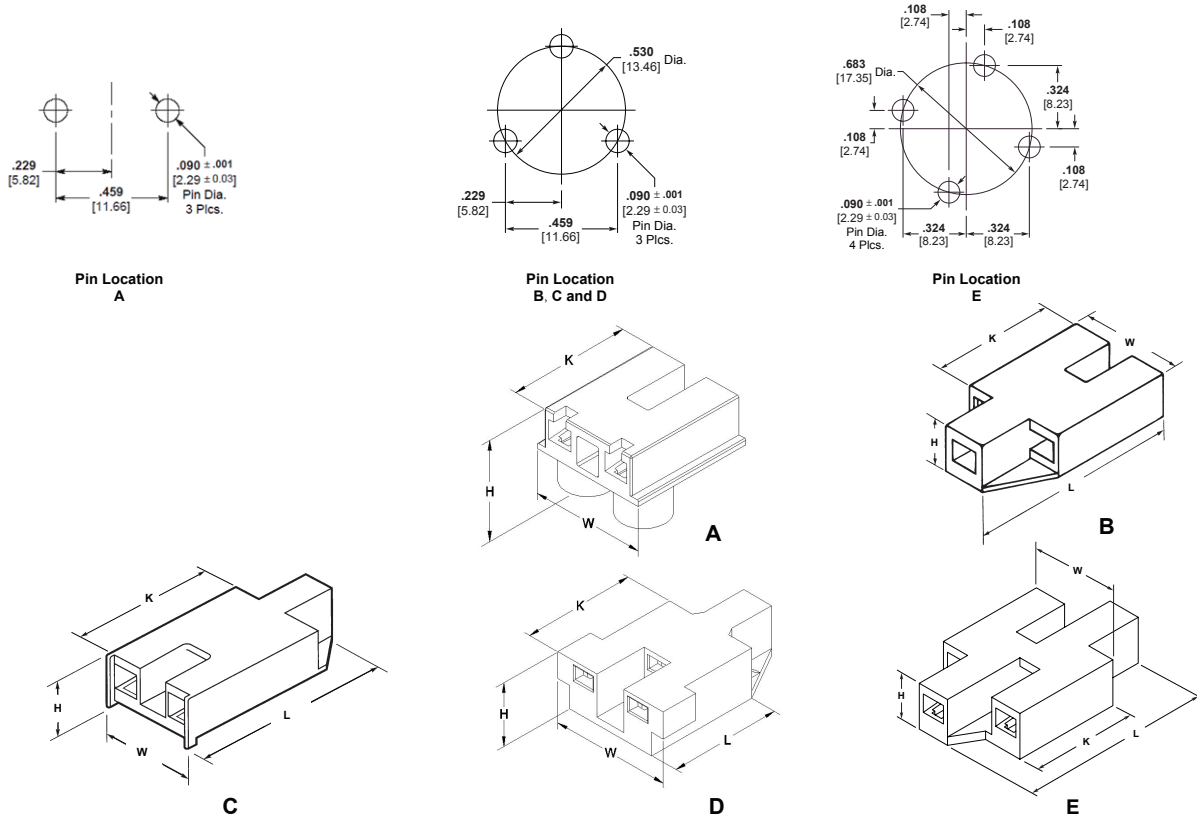 .229
[5.82]
.459
[11.66]
.090 ± .001
[2.29 ± 0.03]
Pin Dia.
3 Plcs.
Pin Location
A
.530
[13.46] Dia.
.229
[5.82]
.459
[11.66]
.090 ± .001
[2.29 ± 0.03]
Pin Dia.
3 Plcs.
Pin Location
B, C and D
.108
[2.74]
.108
[2.74]
.683
[17.35] Dia.
.324
[8.23]
.108
[2.74]
.108
[2.74]
.090 ± .001
[2.29 ± 0.03]
Pin Dia.
4 Plcs.
.324
[8.23]
.324
[8.23]
Pin Location
E
K
H
W
A
K
W
H
L
B
K
H
W
L
C
K
H
W
L
D
W
H
K
L
E